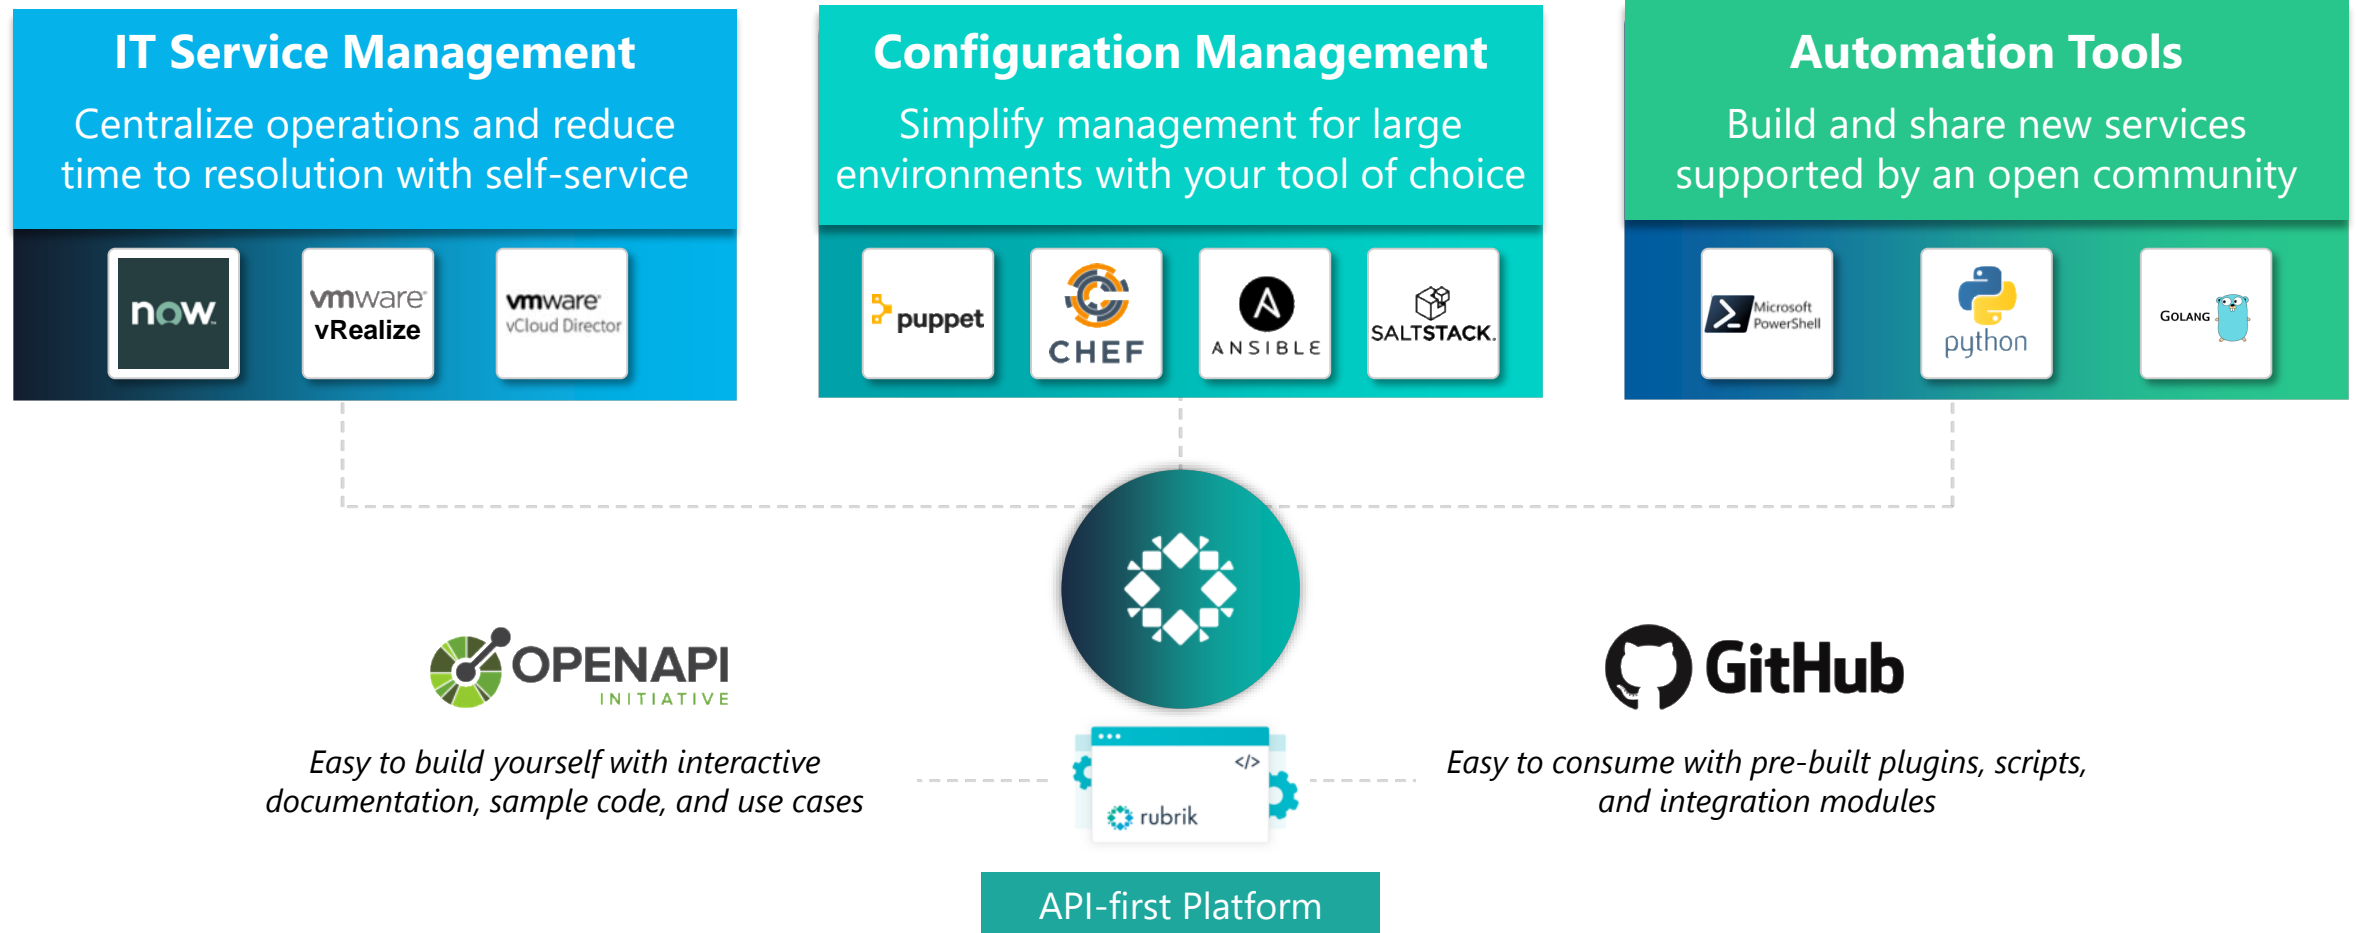 IT Service Management
Centralize operations and reduce
time to resolution with self-service
now
vmware
vRealize
vmware
vCloud Director
Configuration Management
Simplify management for large
environments with your tool of choice
puppet
CHEF
ANSIBLE
SALTSTACK.
Automation Tools
Build and share new services
supported by an open community
Microsoft
PowerShell
python
GOLANG
OPENAPI
INITIATIVE
Easy to build yourself with interactive
documentation, sample code, and use cases
</>
rubrik
API-first Platform
GitHub
Easy to consume with pre-built plugins, scripts,
and integration modules